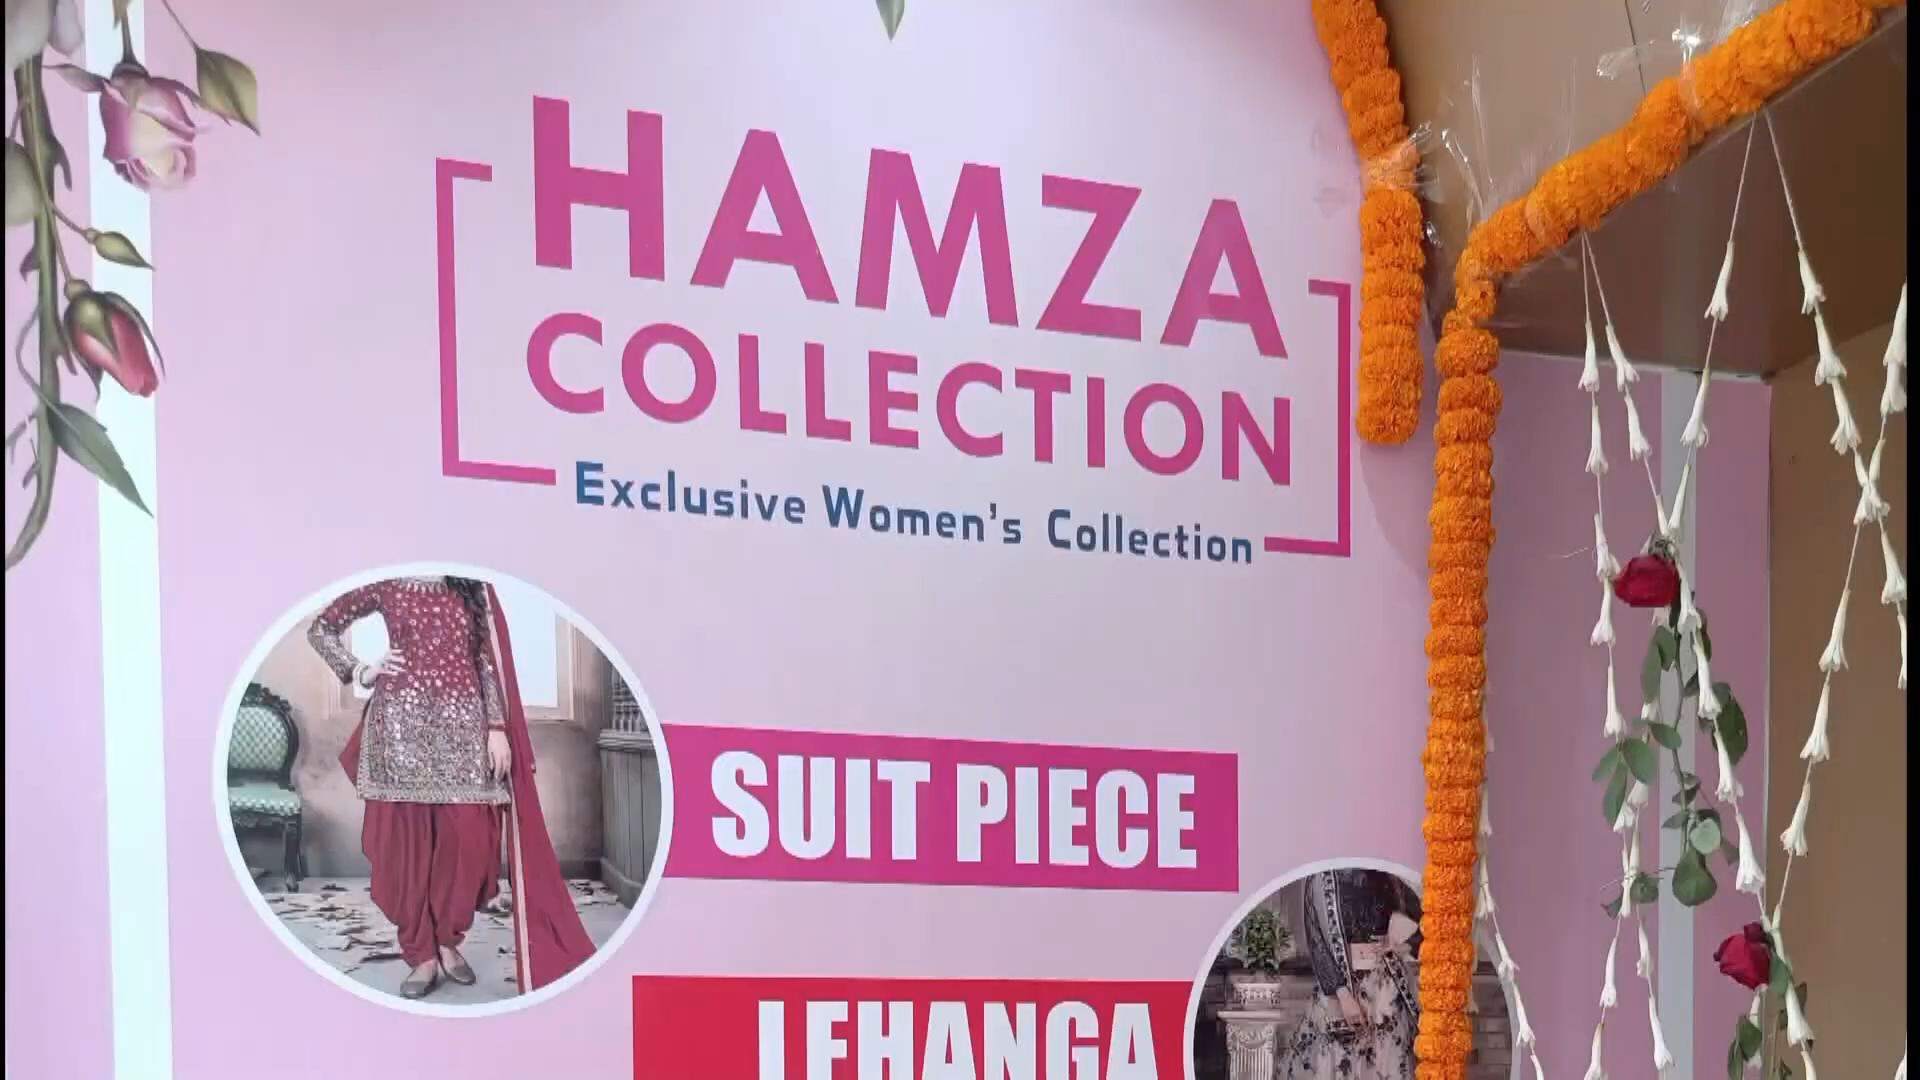 HAMZA
COLLECTION
Exclusive Women's Collection
SUIT PIECE
LEHANGA